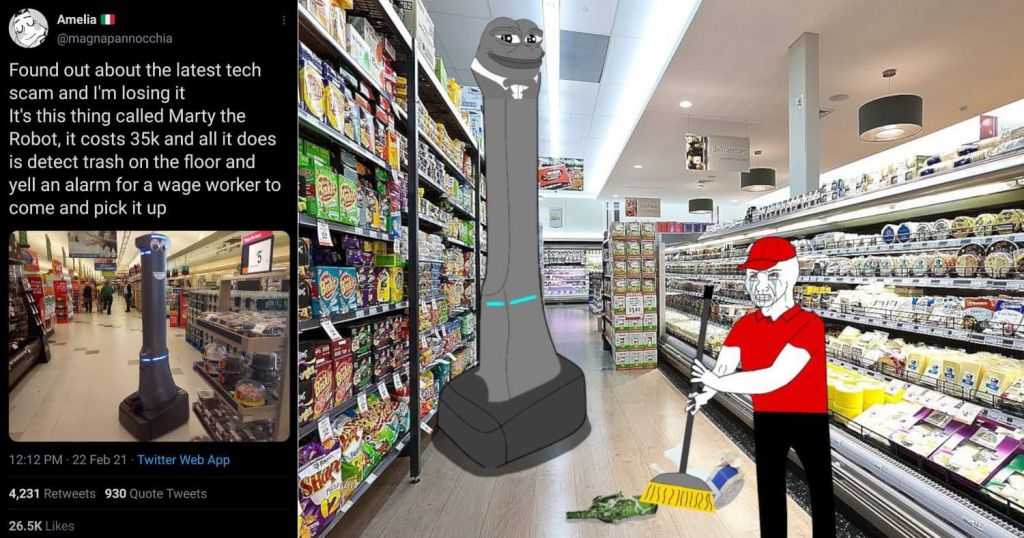 Amelia 🇮🇹
@magnapannocchia
Found out about the latest tech
scam and I'm losing it
It's this thing called Marty the
Robot, it costs 35k and all it does
is detect trash on the floor and
yell an alarm for a wage worker to
come and pick it up
5
12:12 PM · 22 Feb 21 · Twitter Web App
4,231 Retweets 930 Quote Tweets
26.5K Likes
delicatessen